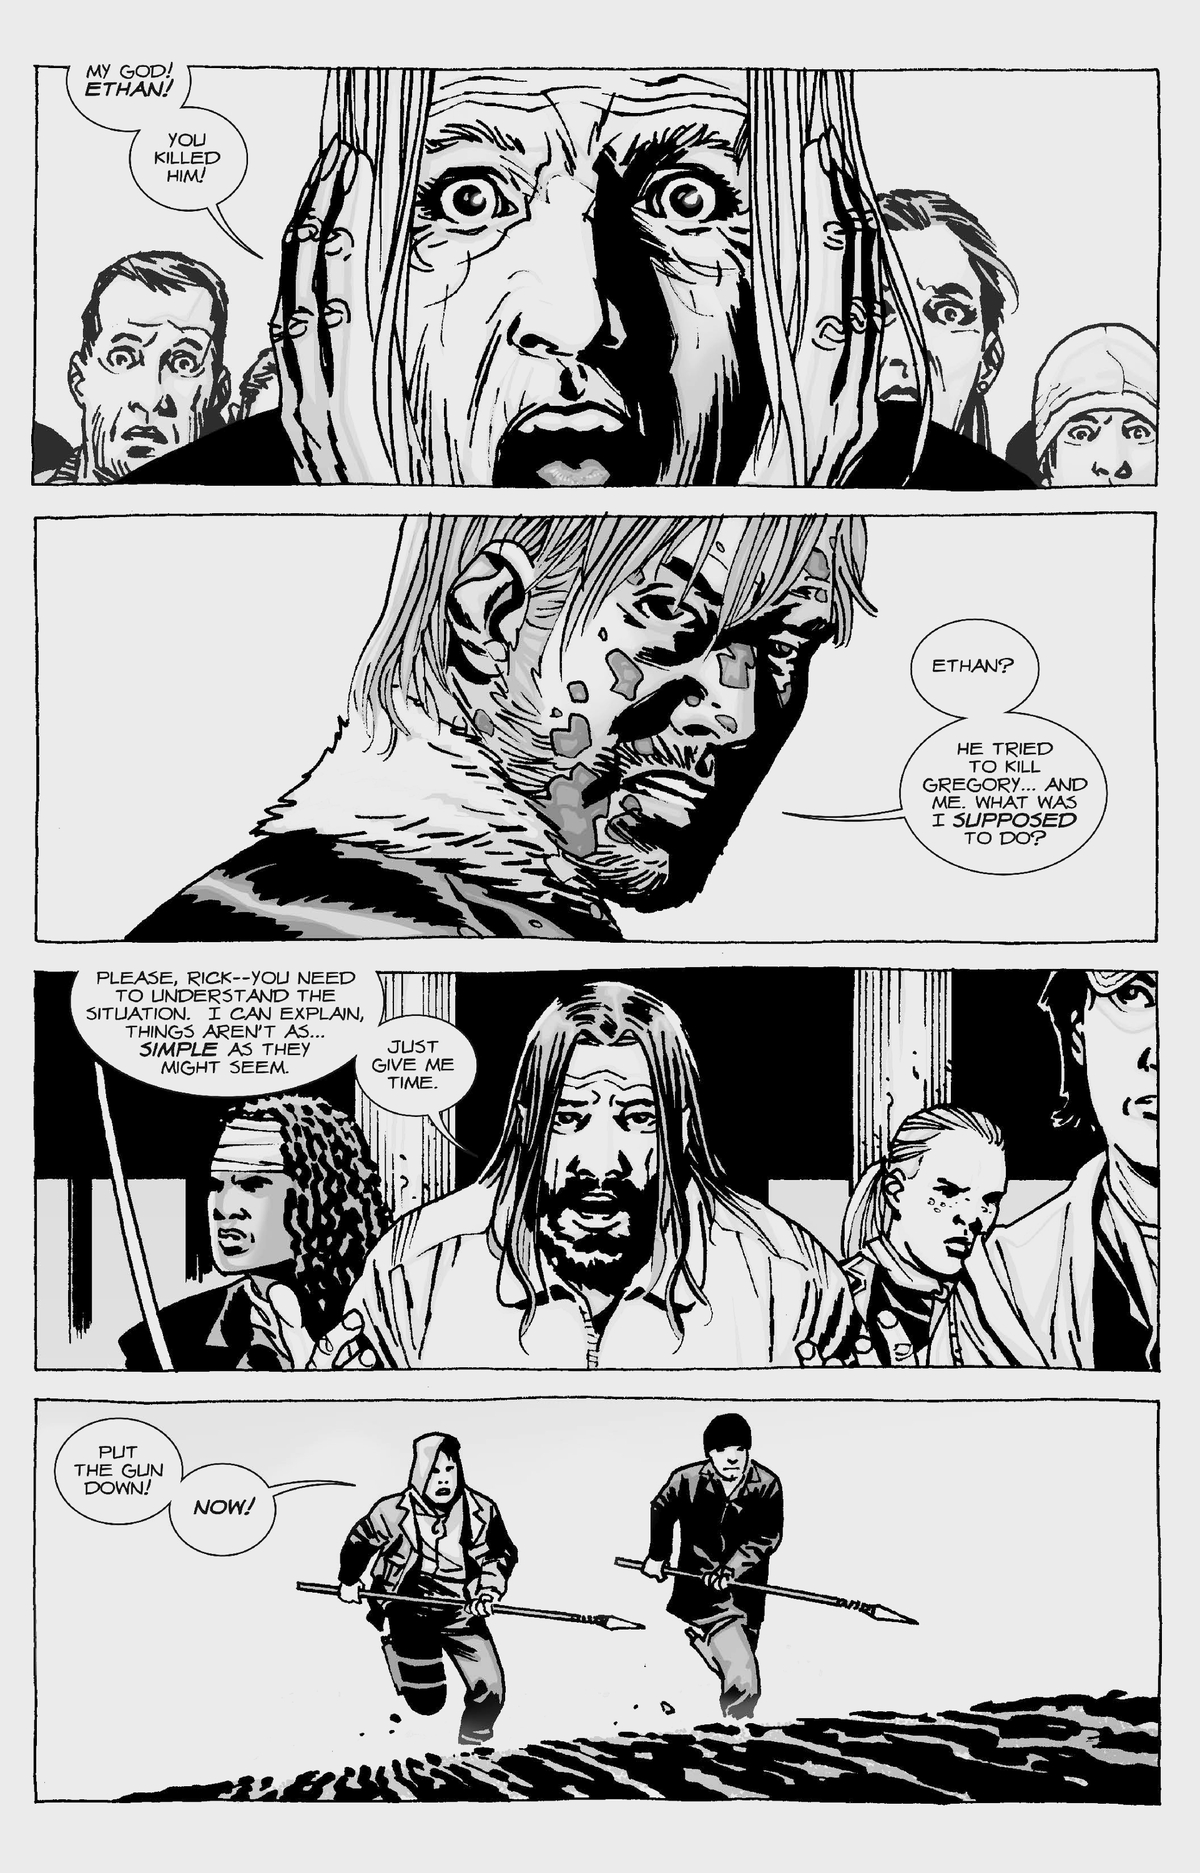 MY GOD!
ETHAN!
YOU
KILLED
HIM!
ETHAN?
HE TRIED
TO KILL
GREGORY... AND
ME. WHAT WAS
I SUPPOSED
TO DO?
PLEASE, RICK--YOU NEED
TO UNDERSTAND THE
SITUATION. I CAN EXPLAIN,
THINGS AREN'T AS...
SIMPLE AS THEY
MIGHT SEEM.
JUST
GIVE ME
TIME.
PUT
THE GUN
DOWN!
NOW!